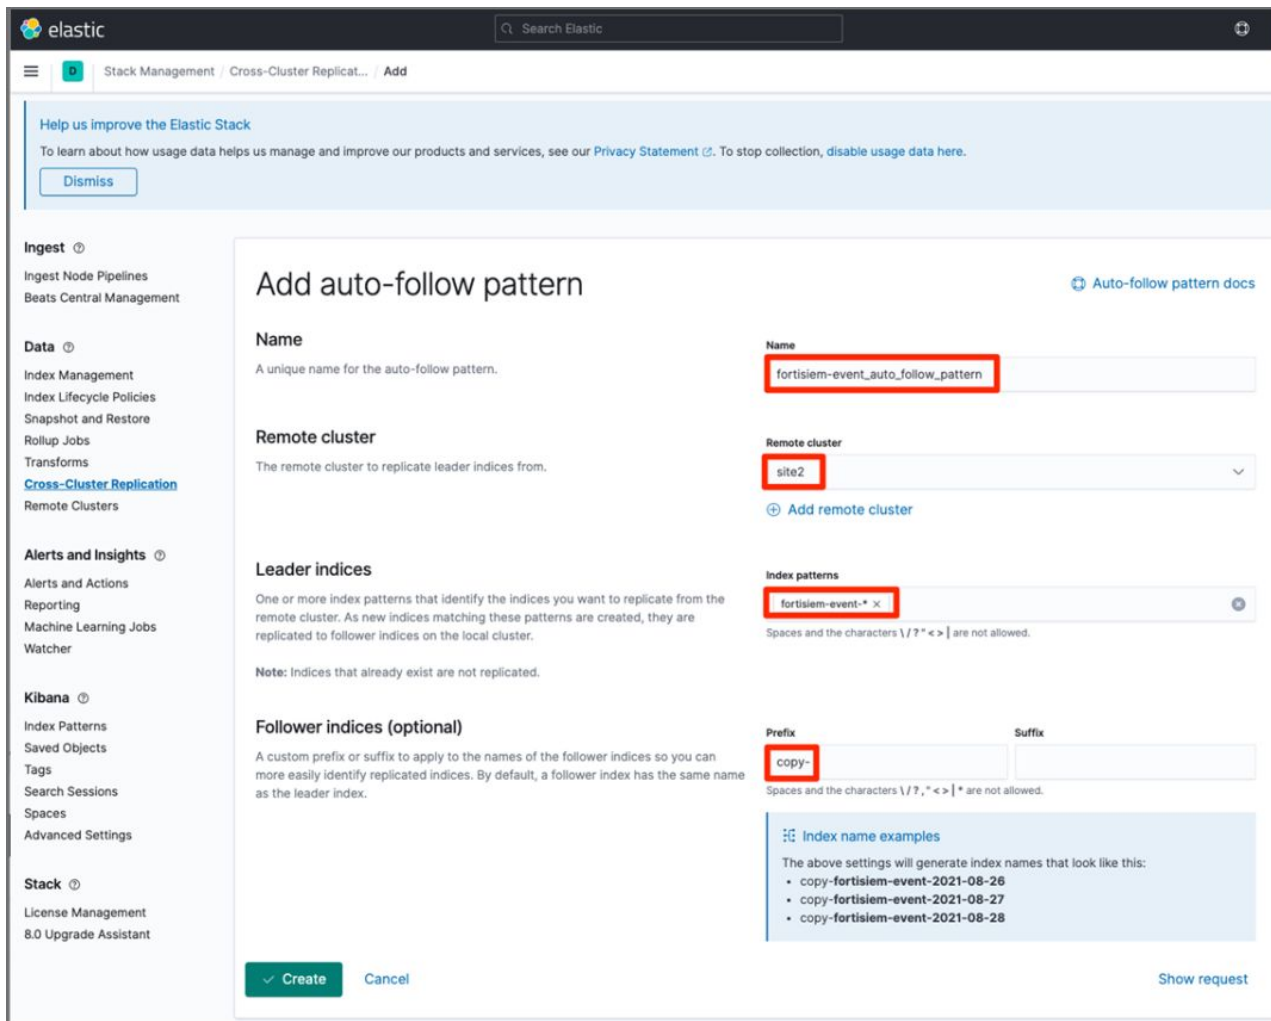 elastic
Search Elastic
D
Stack Management / Cross-Cluster Replicat... / Add
Help us improve the Elastic Stack
To learn about how usage data helps us manage and improve our products and services, see our Privacy Statement. To stop collection, disable usage data here.
Dismiss
Ingest
Ingest Node Pipelines
Beats Central Management
Data
Index Management
Index Lifecycle Policies
Snapshot and Restore
Rollup Jobs
Transforms
Cross-Cluster Replication
Remote Clusters
Alerts and Insights
Alerts and Actions
Reporting
Machine Learning Jobs
Watcher
Kibana
Index Patterns
Saved Objects
Tags
Search Sessions
Spaces
Advanced Settings
Stack
License Management
8.0 Upgrade Assistant
Add auto-follow pattern
Auto-follow pattern docs
Name
A unique name for the auto-follow pattern.
Name
fortisiem-event_auto_follow_pattern
Remote cluster
The remote cluster to replicate leader indices from.
Remote cluster
site2
Add remote cluster
Leader indices
One or more index patterns that identify the indices you want to replicate from the
remote cluster. As new indices matching these patterns are created, they are
replicated to follower indices on the local cluster.
Note: Indices that already exist are not replicated.
Index patterns
fortisiem-event-* ×
Spaces and the characters \ / ? " < > | are not allowed.
Follower indices (optional)
A custom prefix or suffix to apply to the names of the follower indices so you can
more easily identify replicated indices. By default, a follower index has the same name
as the leader index.
Prefix
copy-
Suffix
Spaces and the characters \ / ? , " < > | * are not allowed.
Index name examples
The above settings will generate index names that look like this:
• copy-fortisiem-event-2021-08-26
• copy-fortisiem-event-2021-08-27
• copy-fortisiem-event-2021-08-28
Create
Cancel
Show request